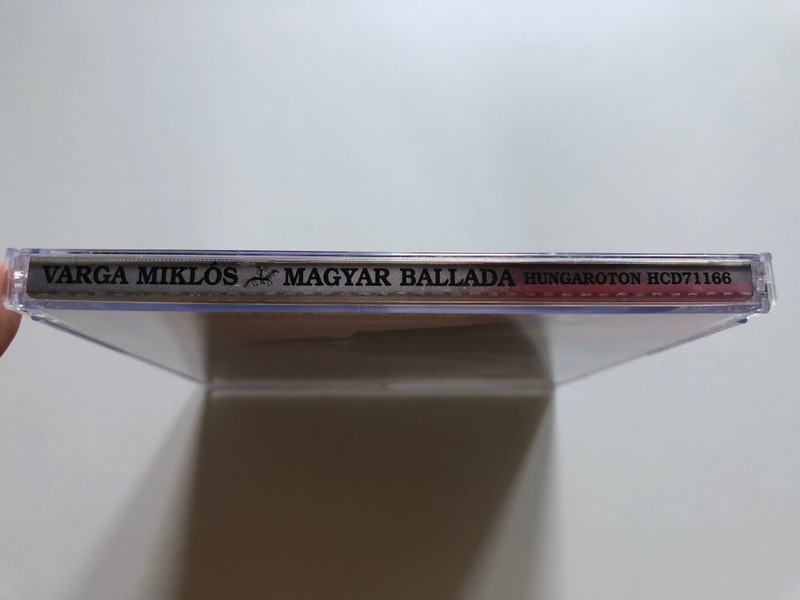 VARGA MIKLÓS MAGYAR BALLADA HUNGAROTON HCD71166